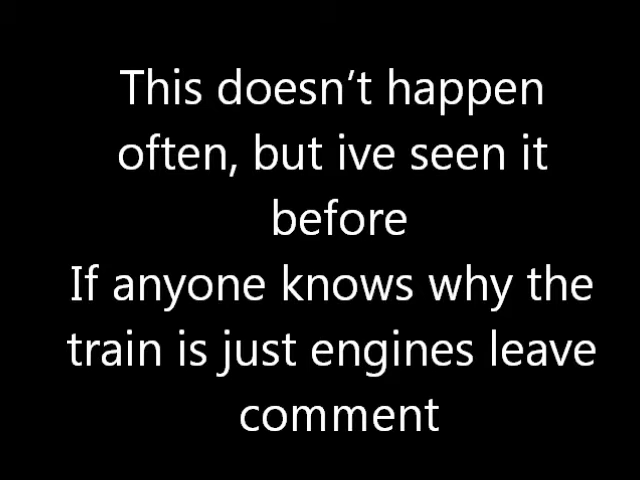 This doesn’t happen
often, but ive seen it
before
If anyone knows why the
train is just engines leave
comment